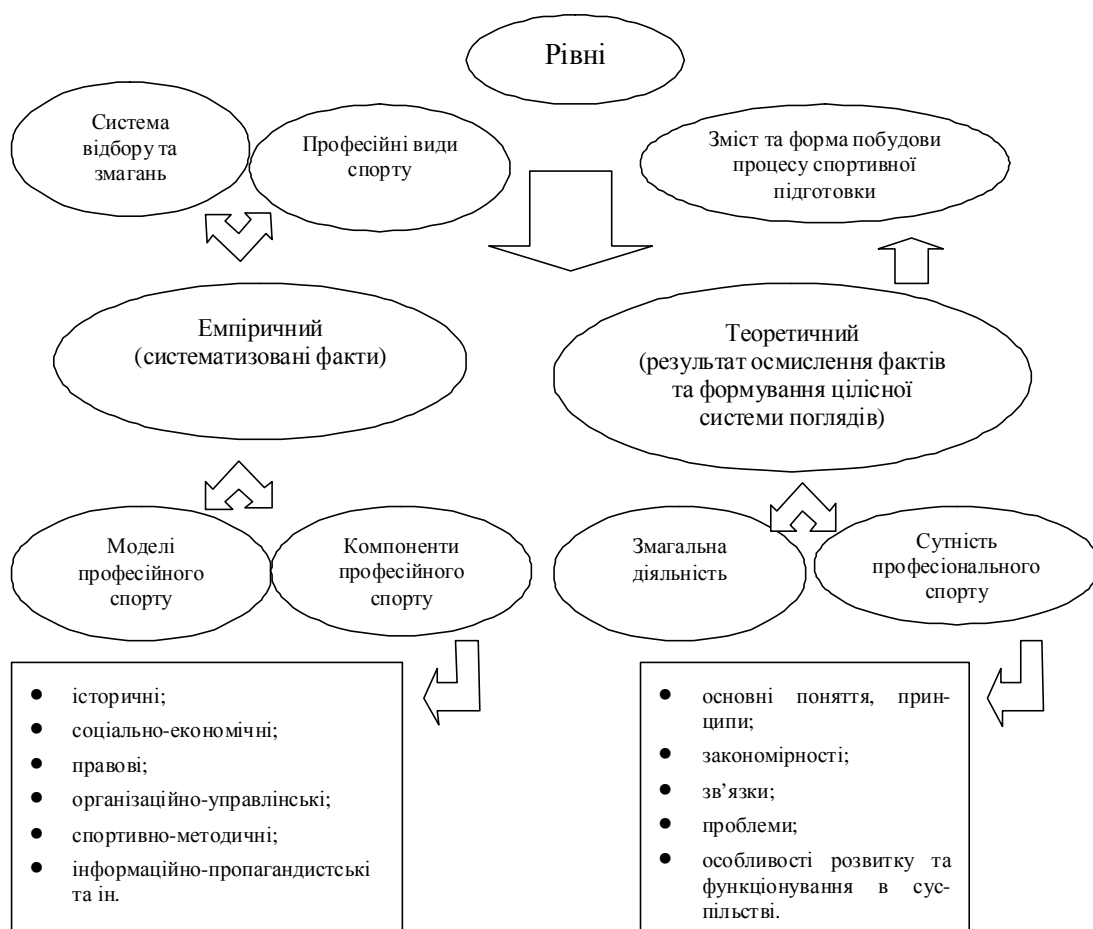 Рівні
Система
відбору та
змагань
Професійні види
спорту
Зміст та форма побудови
процесу спортивної
підготовки
Емпіричний
(систематизовані факти)
Теоретичний
(результат осмислення фактів
та формування цілісної
системи поглядів)
Моделі
професійного
спорту
Компоненти
професійного
спорту
Змагальна
діяльність
Сутність
професіонального
спорту
● історичні;
● соціально-економічні;
● правові;
● організаційно-управлінські;
● спортивно-методичні;
● інформаційно-пропагандистські
та ін.
● основні поняття, прин-
ципи;
● закономірності;
● зв’язки;
● проблеми;
● особливості розвитку та
функціонування в сус-
пільстві.